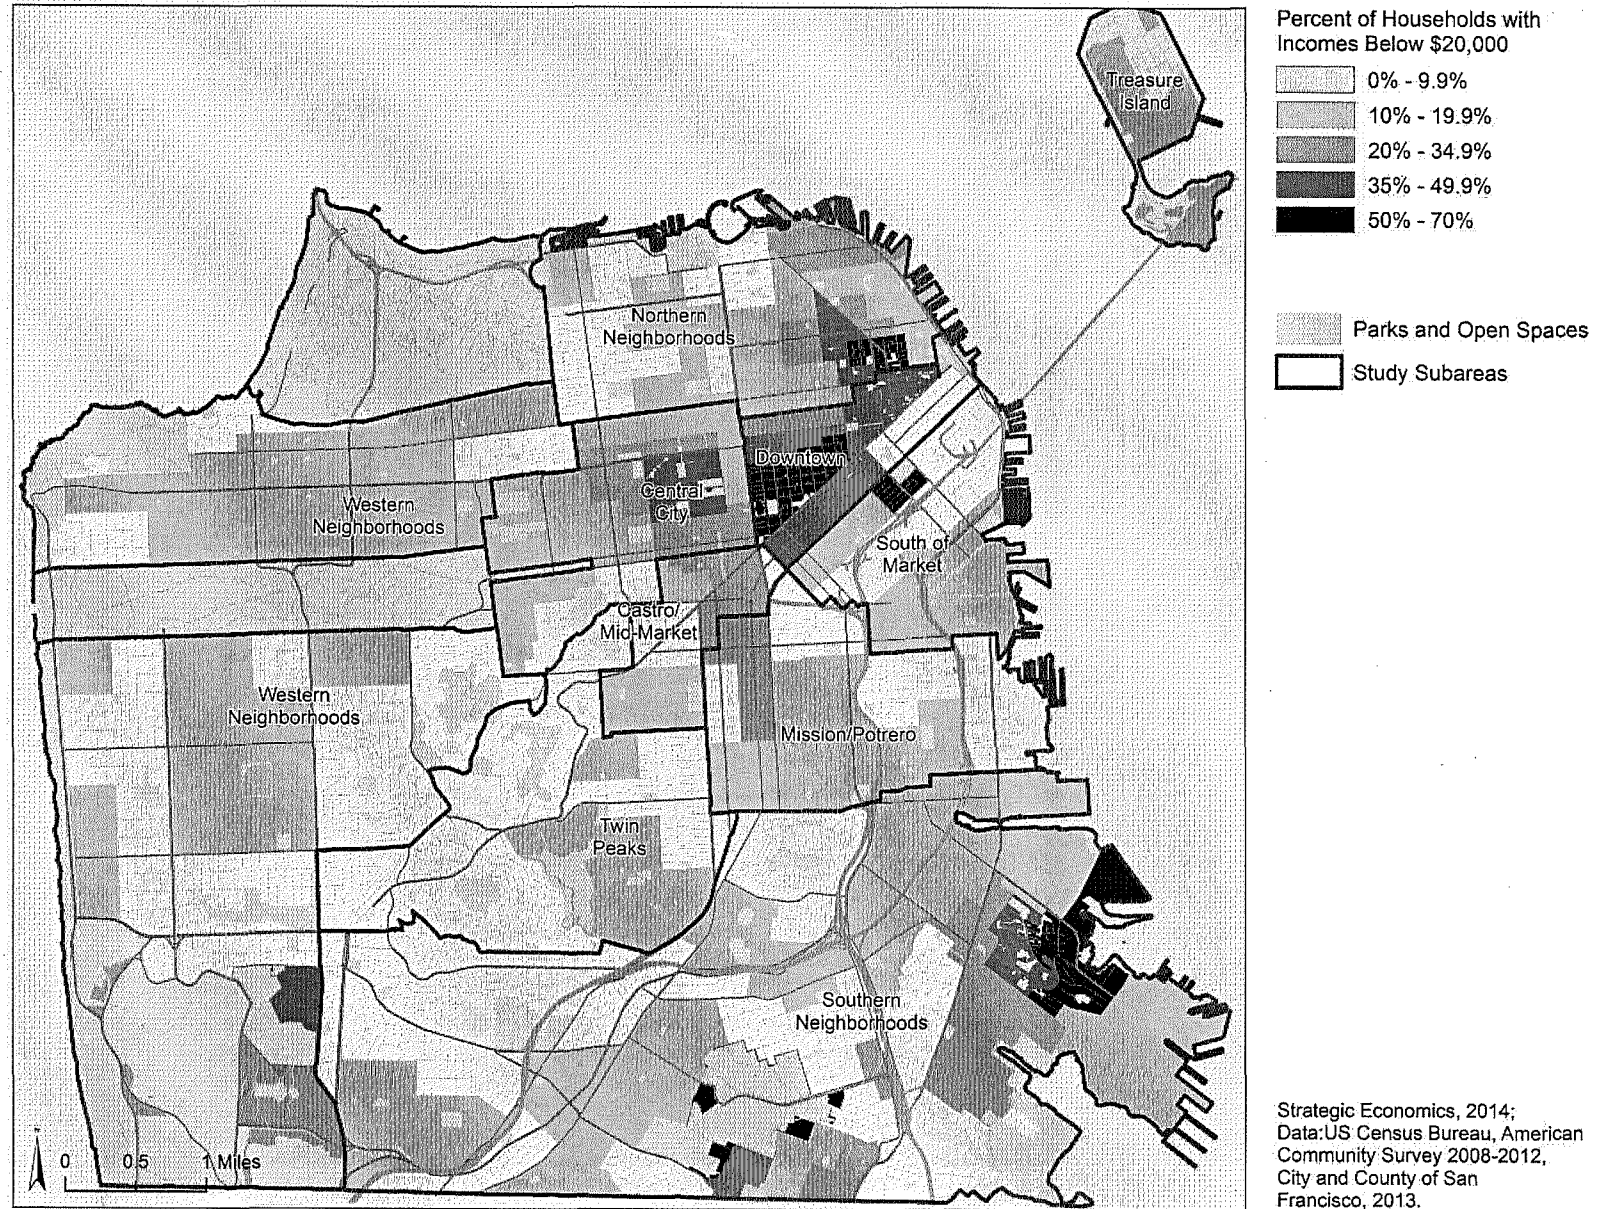 Percent of Households with
Incomes Below $20,000
0% - 9.9%
10% - 19.9%
20% - 34.9%
35% - 49.9%
50% - 70%
Parks and Open Spaces
Study Subareas
Treasure
Island
Northern
Neighborhoods
Downtown
Central
City
Western
Neighborhoods
South of
Market
Castro/
Mid-Market
Western
Neighborhoods
Mission/Potrero
Twin
Peaks
Southern
Neighborhoods
0 0.5 1 Miles
Strategic Economics, 2014;
Data:US Census Bureau, American
Community Survey 2008-2012,
City and County of San
Francisco, 2013.